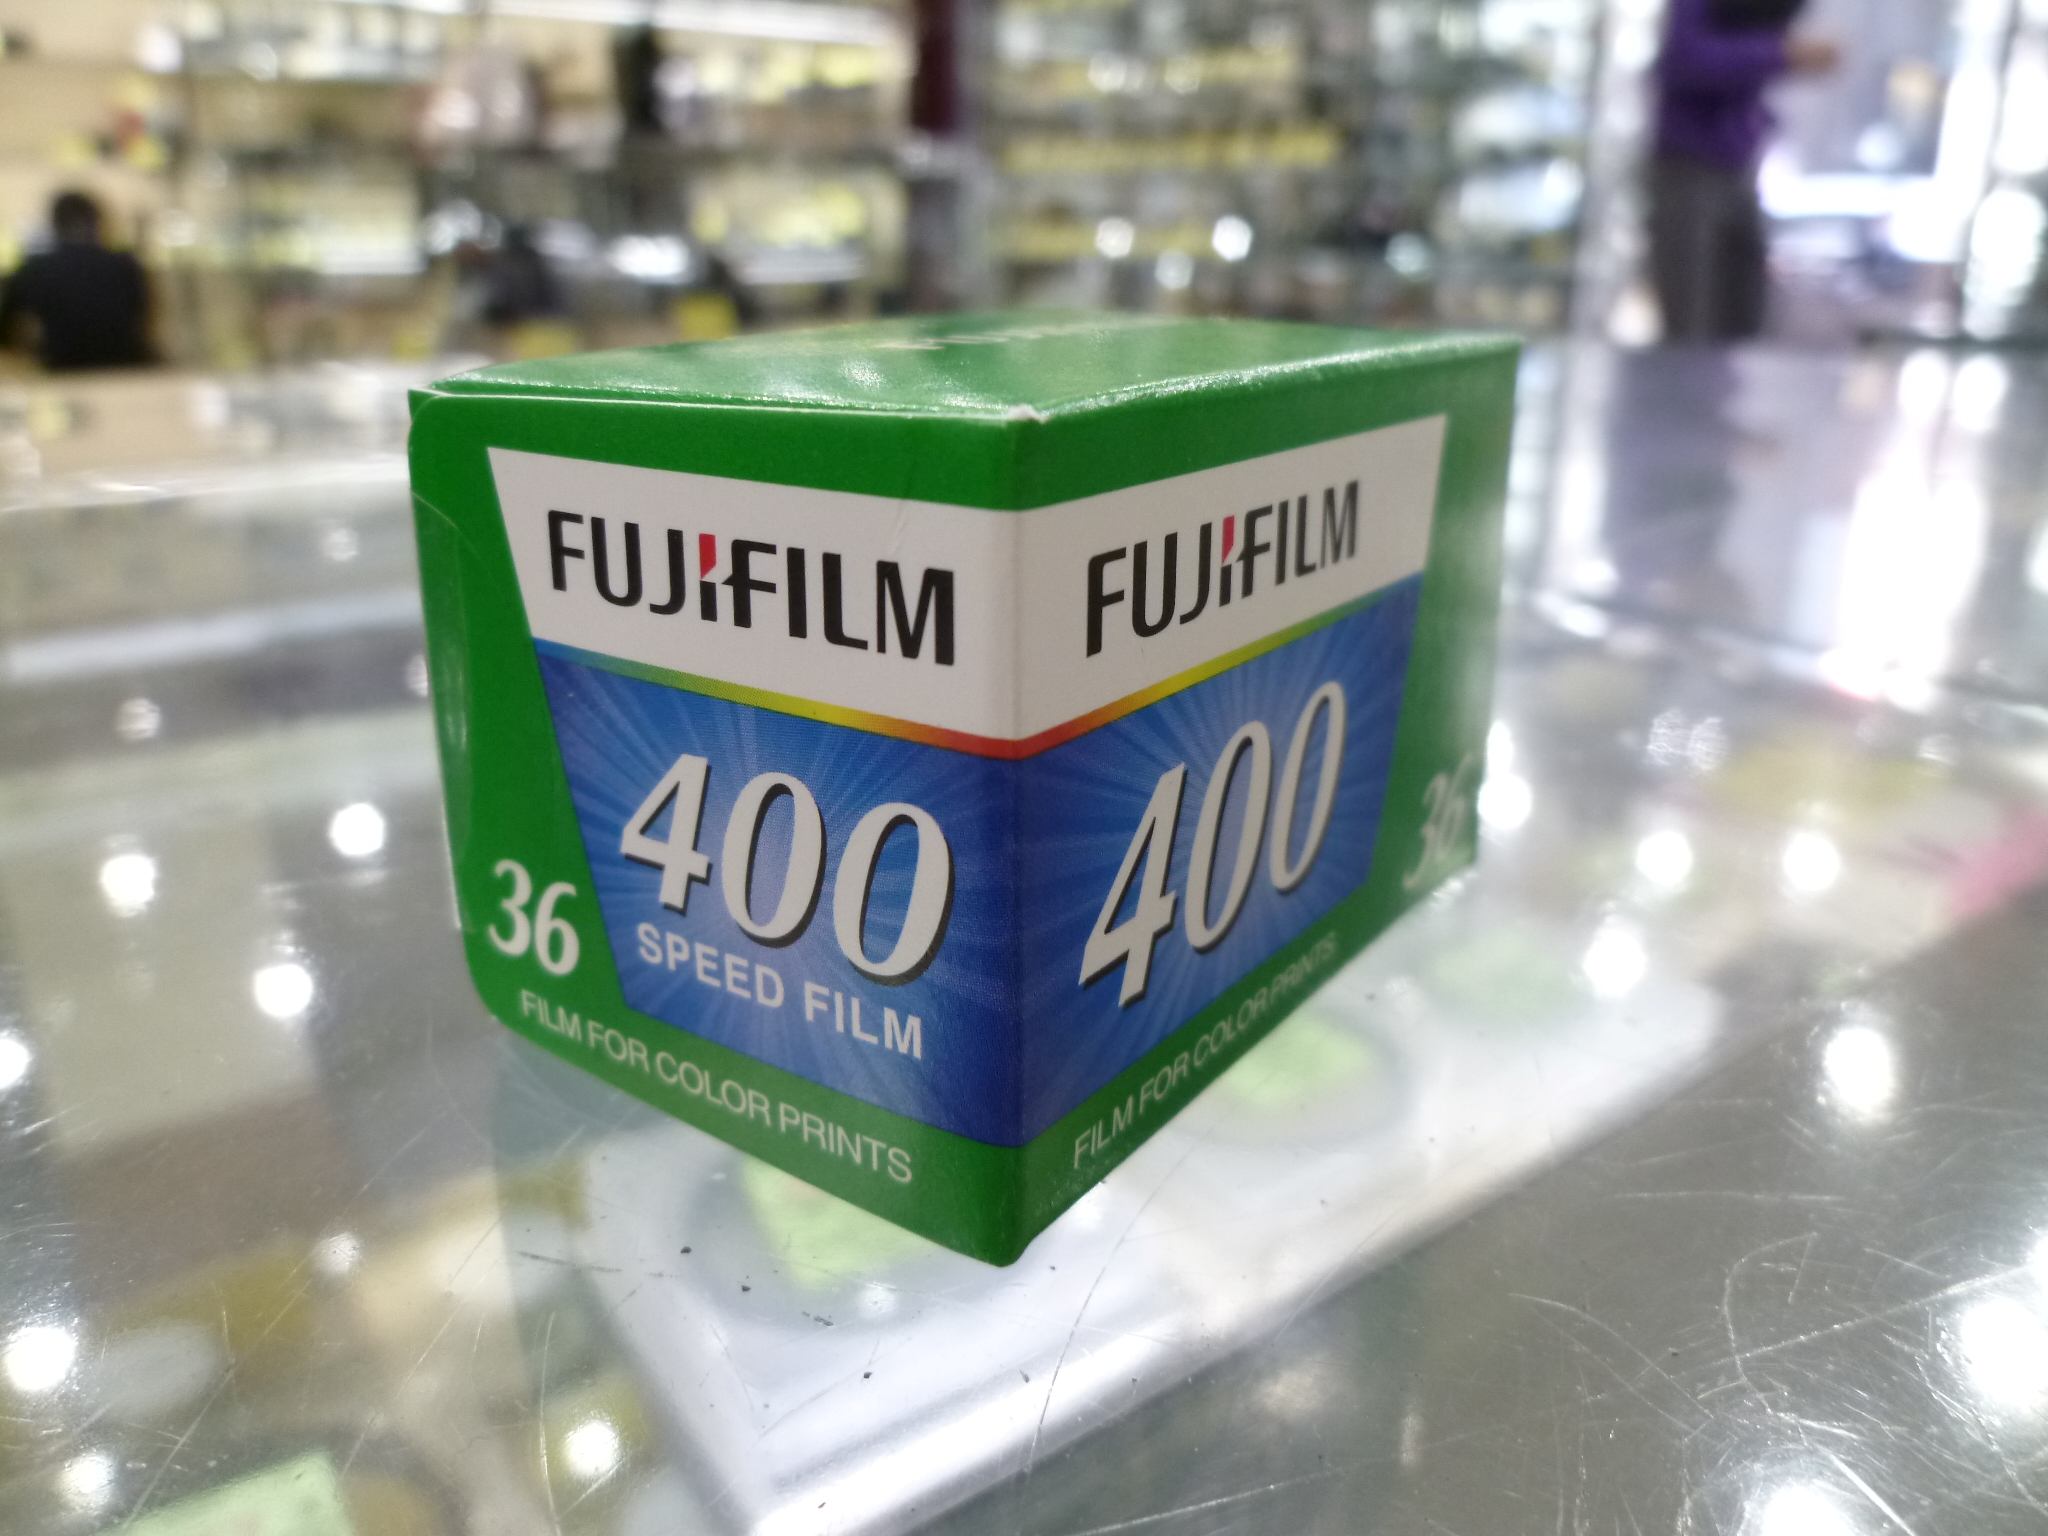 FUJIFILM
400
SPEED FILM
36
FILM FOR COLOR PRINTS
FUJIFILM
400
36
FILM FOR COLOR PRINTS